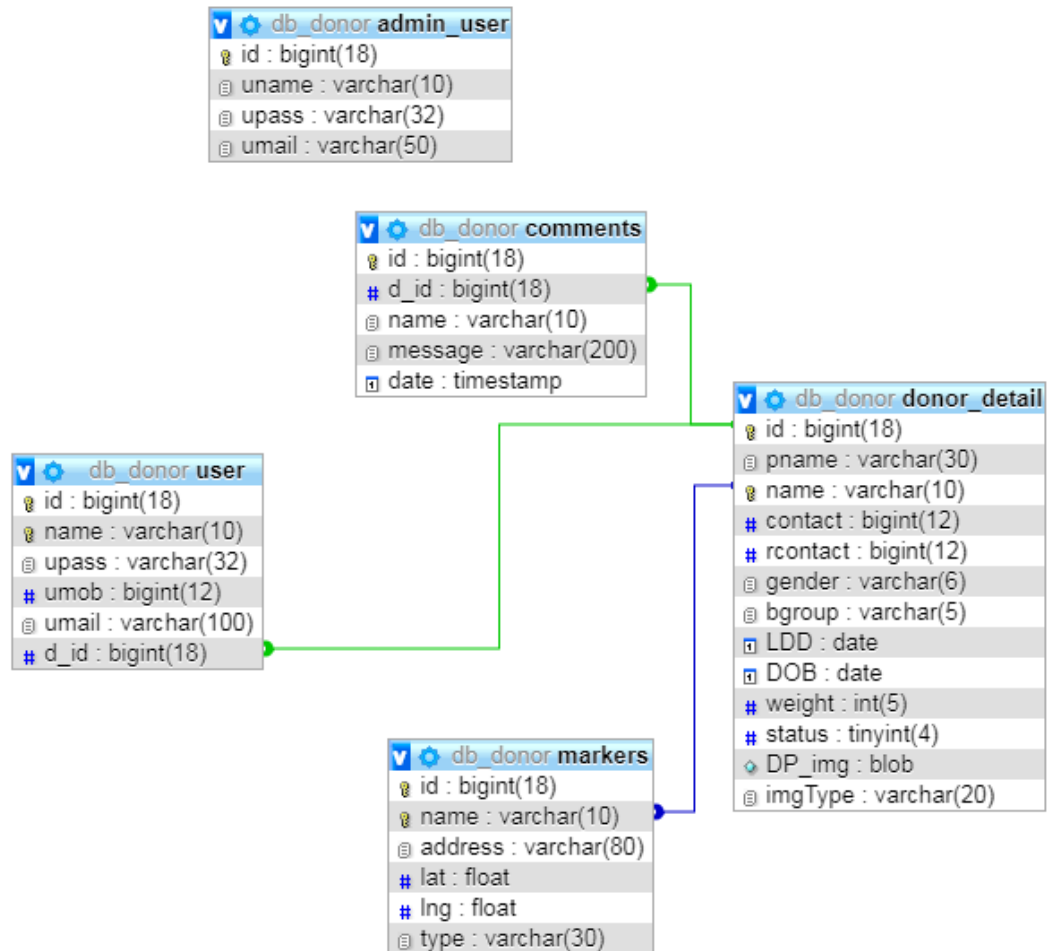 db_donor admin_user
id : bigint(18)
uname : varchar(10)
upass : varchar(32)
umail : varchar(50)
db_donor comments
id : bigint(18)
# d_id : bigint(18)
name : varchar(10)
message : varchar(200)
date : timestamp
db_donor user
id : bigint(18)
name : varchar(10)
upass : varchar(32)
# umob : bigint(12)
umail : varchar(100)
# d_id : bigint(18)
db_donor donor_detail
id : bigint(18)
pname : varchar(30)
name : varchar(10)
# contact : bigint(12)
# rcontact : bigint(12)
gender : varchar(6)
bgroup : varchar(5)
LDD : date
DOB : date
# weight : int(5)
# status : tinyint(4)
DP_img : blob
imgType : varchar(20)
db_donor markers
id : bigint(18)
name : varchar(10)
address : varchar(80)
# lat : float
# lng : float
type : varchar(30)